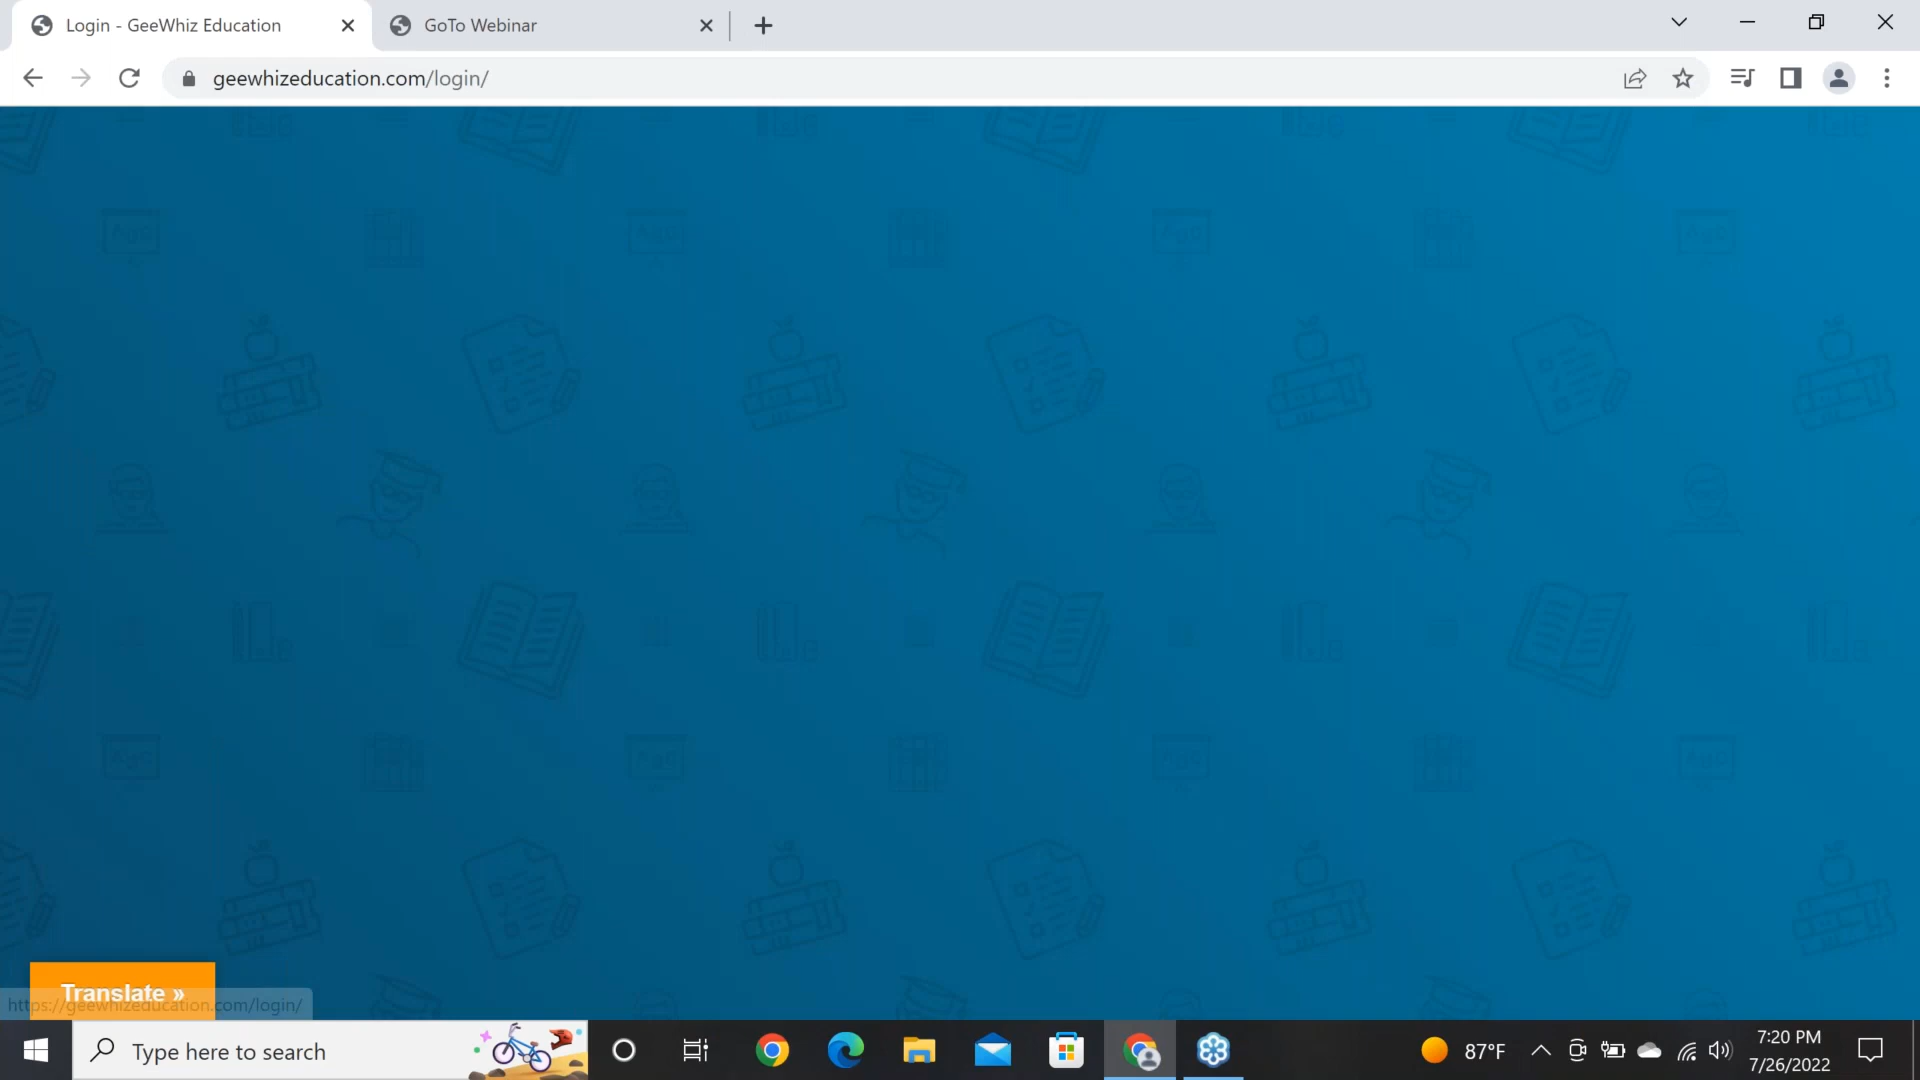 Login - GeeWhiz Education
GoTo Webinar
geewhizeducation.com/login/
Translate »
https://geewhizeducation.com/login/
Type here to search
87°F
7:20 PM
7/26/2022